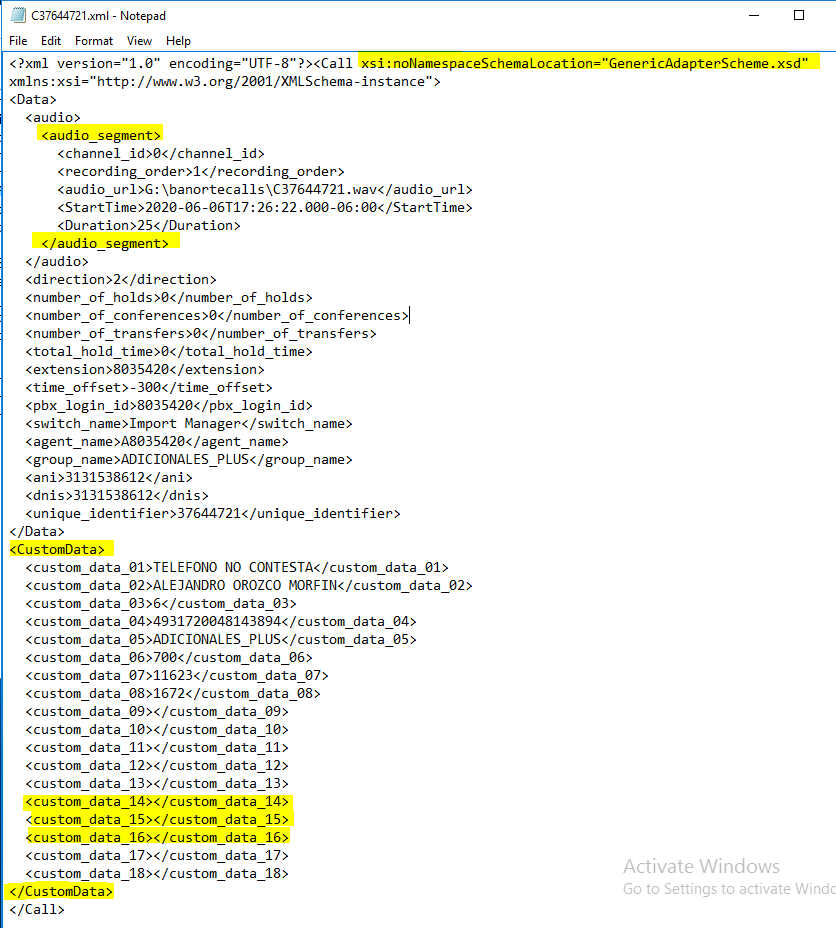 C37644721.xml - Notepad
File Edit Format View Help
<?xml version="1.0" encoding="UTF-8"?><Call xsi:noNamespaceSchemaLocation="GenericAdapterScheme.xsd"
xmlns:xsi="http://www.w3.org/2001/XMLSchema-instance">
<Data>
  <audio>
    <audio_segment>
      <channel_id>0</channel_id>
      <recording_order>1</recording_order>
      <audio_url>G:\banortecalls\C37644721.wav</audio_url>
      <StartTime>2020-06-06T17:26:22.000-06:00</StartTime>
      <Duration>25</Duration>
    </audio_segment>
  </audio>
  <direction>2</direction>
  <number_of_holds>0</number_of_holds>
  <number_of_conferences>0</number_of_conferences>
  <number_of_transfers>0</number_of_transfers>
  <total_hold_time>0</total_hold_time>
  <extension>8035420</extension>
  <time_offset>-300</time_offset>
  <pbx_login_id>8035420</pbx_login_id>
  <switch_name>Import Manager</switch_name>
  <agent_name>A8035420</agent_name>
  <group_name>ADICIONALES_PLUS</group_name>
  <ani>3131538612</ani>
  <dnis>3131538612</dnis>
  <unique_identifier>37644721</unique_identifier>
</Data>
<CustomData>
  <custom_data_01>TELEFONO NO CONTESTA</custom_data_01>
  <custom_data_02>ALEJANDRO OROZCO MORFIN</custom_data_02>
  <custom_data_03>6</custom_data_03>
  <custom_data_04>4931720048143894</custom_data_04>
  <custom_data_05>ADICIONALES_PLUS</custom_data_05>
  <custom_data_06>700</custom_data_06>
  <custom_data_07>11623</custom_data_07>
  <custom_data_08>1672</custom_data_08>
  <custom_data_09></custom_data_09>
  <custom_data_10></custom_data_10>
  <custom_data_11></custom_data_11>
  <custom_data_12></custom_data_12>
  <custom_data_13></custom_data_13>
  <custom_data_14></custom_data_14>
  <custom_data_15></custom_data_15>
  <custom_data_16></custom_data_16>
  <custom_data_17></custom_data_17>
  <custom_data_18></custom_data_18>
</CustomData>
</Call>
Activate Windows
Go to Settings to activate Windo